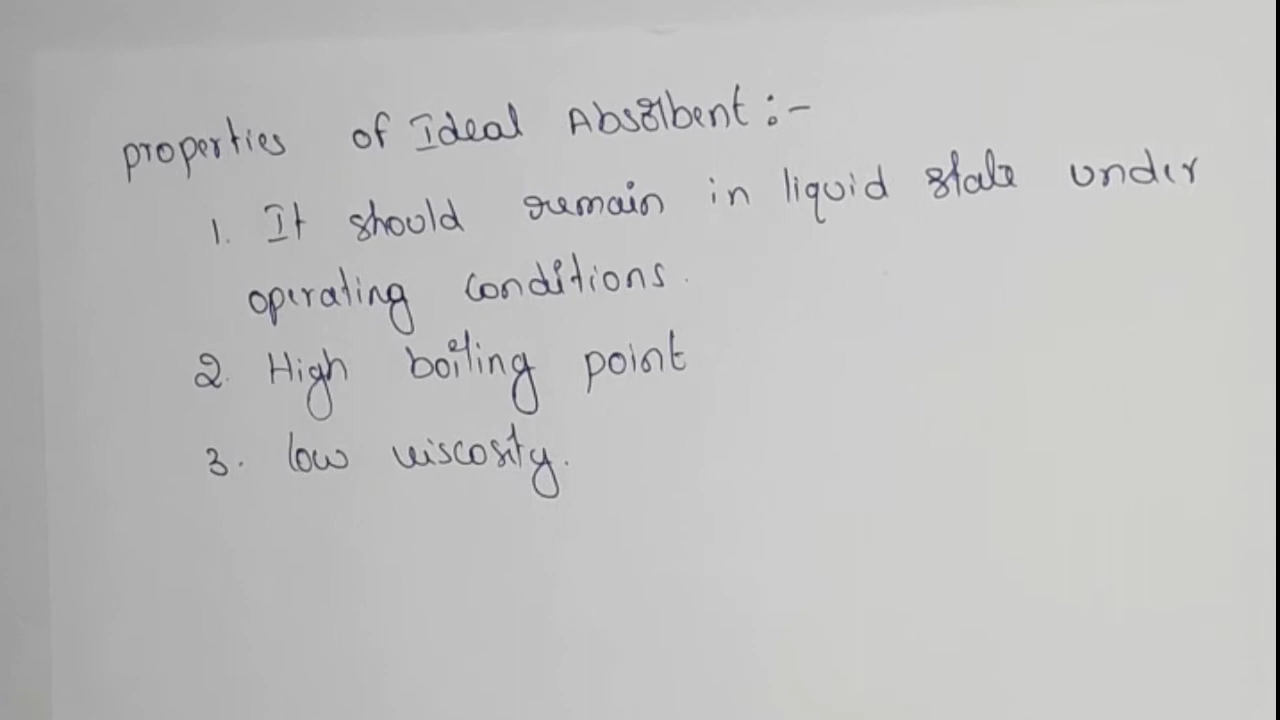 properties of Ideal Absorbent :-
1. It should remain in liquid state under
operating conditions.
2. High boiling point
3. low viscosity.